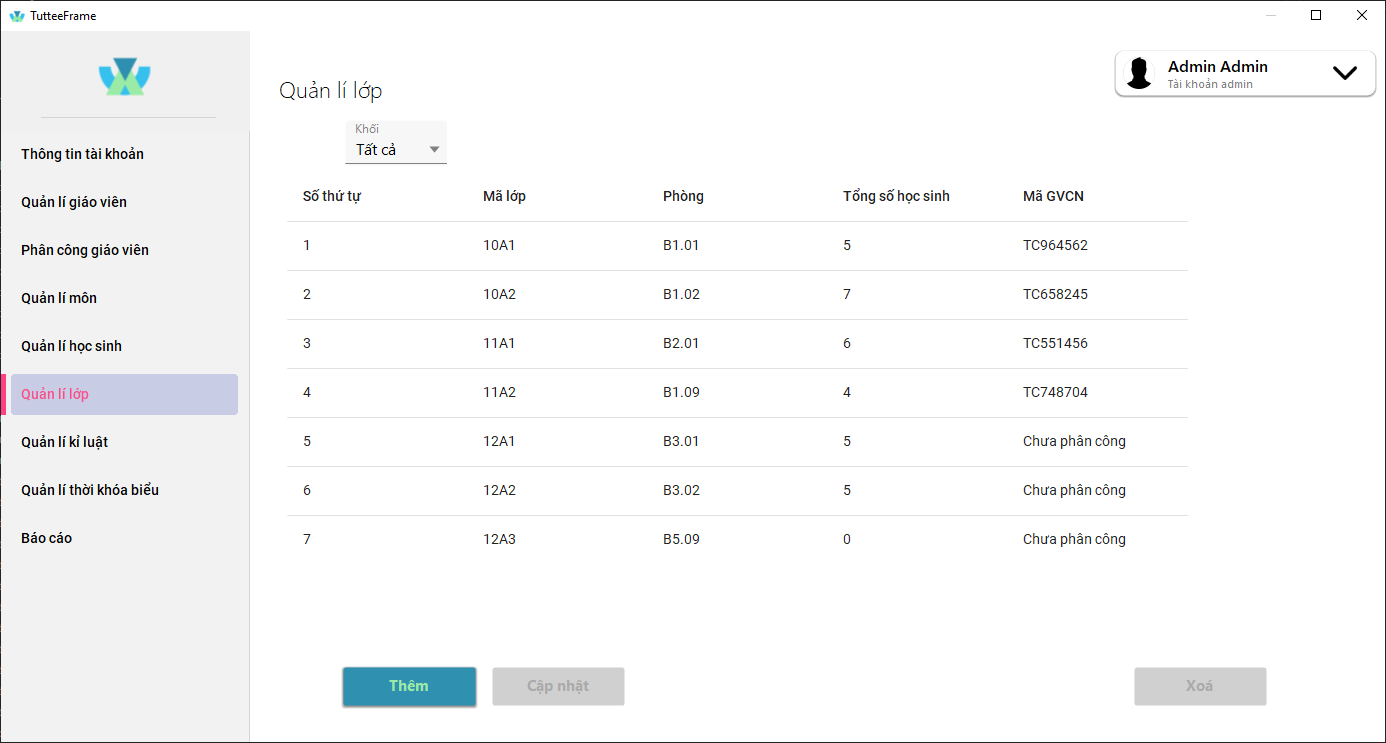 TutteeFrame
Admin Admin
Tài khoản admin
Thông tin tài khoản
Quản lí giáo viên
Phân công giáo viên
Quản lí môn
Quản lí học sinh
Quản lí lớp
Quản lí kỉ luật
Quản lí thời khóa biểu
Báo cáo
Quản lí lớp
Khối
Tất cả
Số thứ tự Mã lớp Phòng Tổng số học sinh Mã GVCN
1 10A1 B1.01 5 TC964562
2 10A2 B1.02 7 TC658245
3 11A1 B2.01 6 TC551456
4 11A2 B1.09 4 TC748704
5 12A1 B3.01 5 Chưa phân công
6 12A2 B3.02 5 Chưa phân công
7 12A3 B5.09 0 Chưa phân công
Thêm Cập nhật Xoá